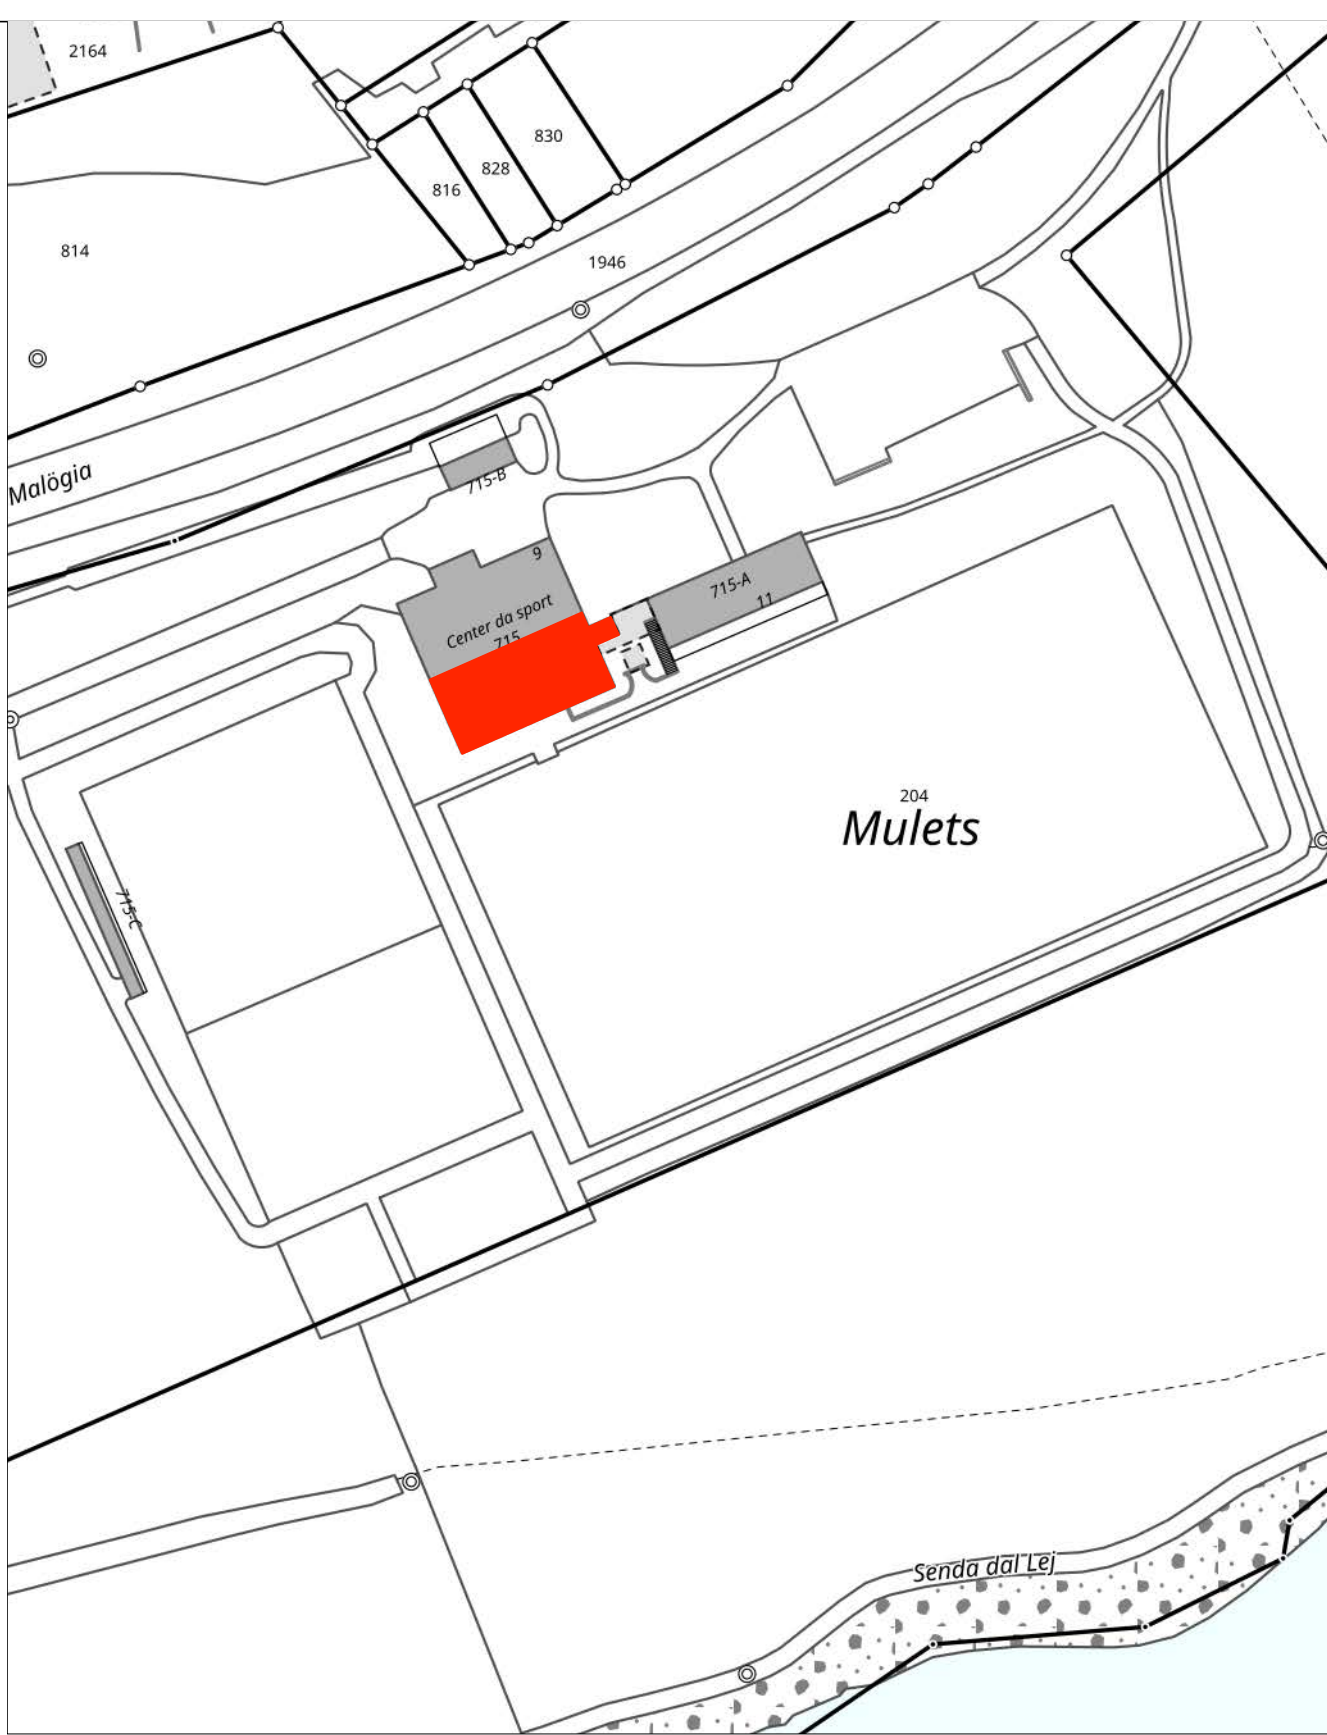 2164
830
828
816
814
1946
Malögia
715-B
9
715-A
11
Center da sport
715
204
Mulets
715-C
Senda dal Lej